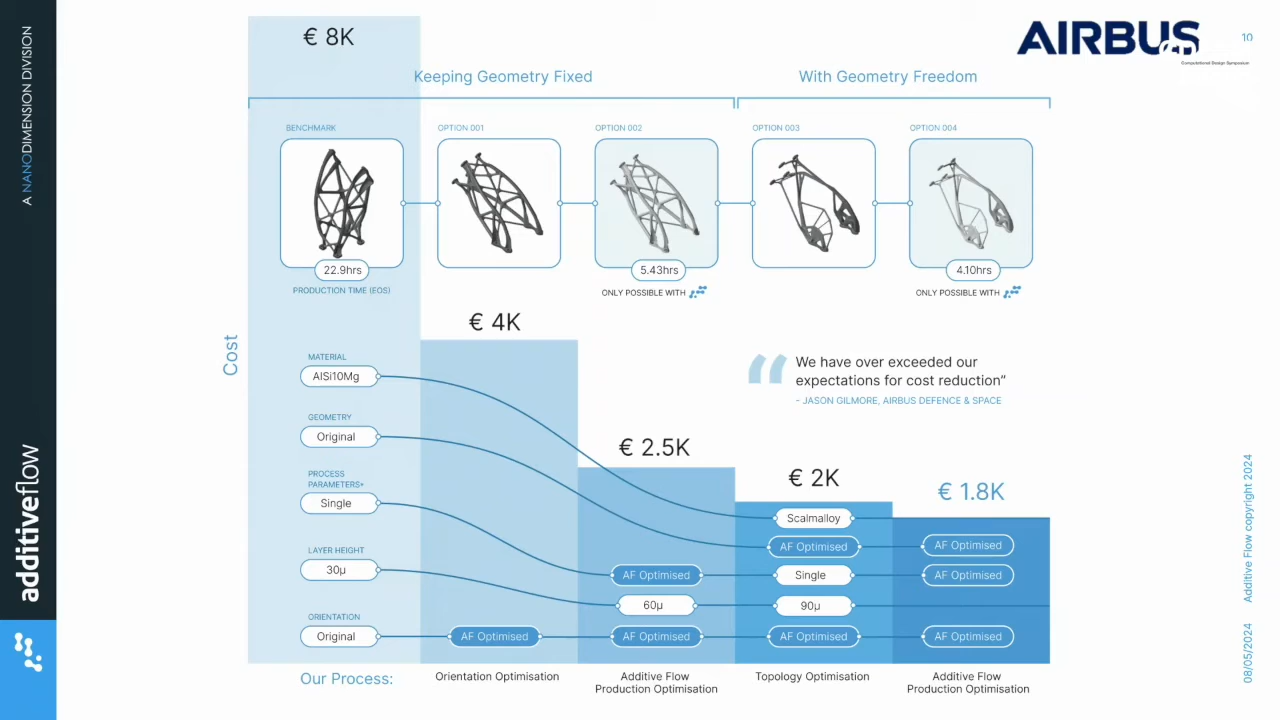 A NANODIMENSION DIVISION
additiveflow
€ 8K
AIRBUS
10
Computational Design Symposium
Keeping Geometry Fixed
With Geometry Freedom
BENCHMARK
OPTION 001
OPTION 002
OPTION 003
OPTION 004
22.9hrs
5.43hrs
4.10hrs
PRODUCTION TIME (EOS)
ONLY POSSIBLE WITH
ONLY POSSIBLE WITH
€ 4K
Cost
MATERIAL
AlSi10Mg
We have over exceeded our
expectations for cost reduction”
- JASON GILMORE, AIRBUS DEFENCE & SPACE
GEOMETRY
Original
€ 2.5K
€ 2K
€ 1.8K
PROCESS
PARAMETERS+
Single
Scalmalloy
AF Optimised
AF Optimised
LAYER HEIGHT
30μ
AF Optimised
Single
AF Optimised
60μ
90μ
ORIENTATION
Original
AF Optimised
AF Optimised
AF Optimised
AF Optimised
Our Process:
Orientation Optimisation
Additive Flow
Production Optimisation
Topology Optimisation
Additive Flow
Production Optimisation
08/05/2024
Additive Flow copyright 2024